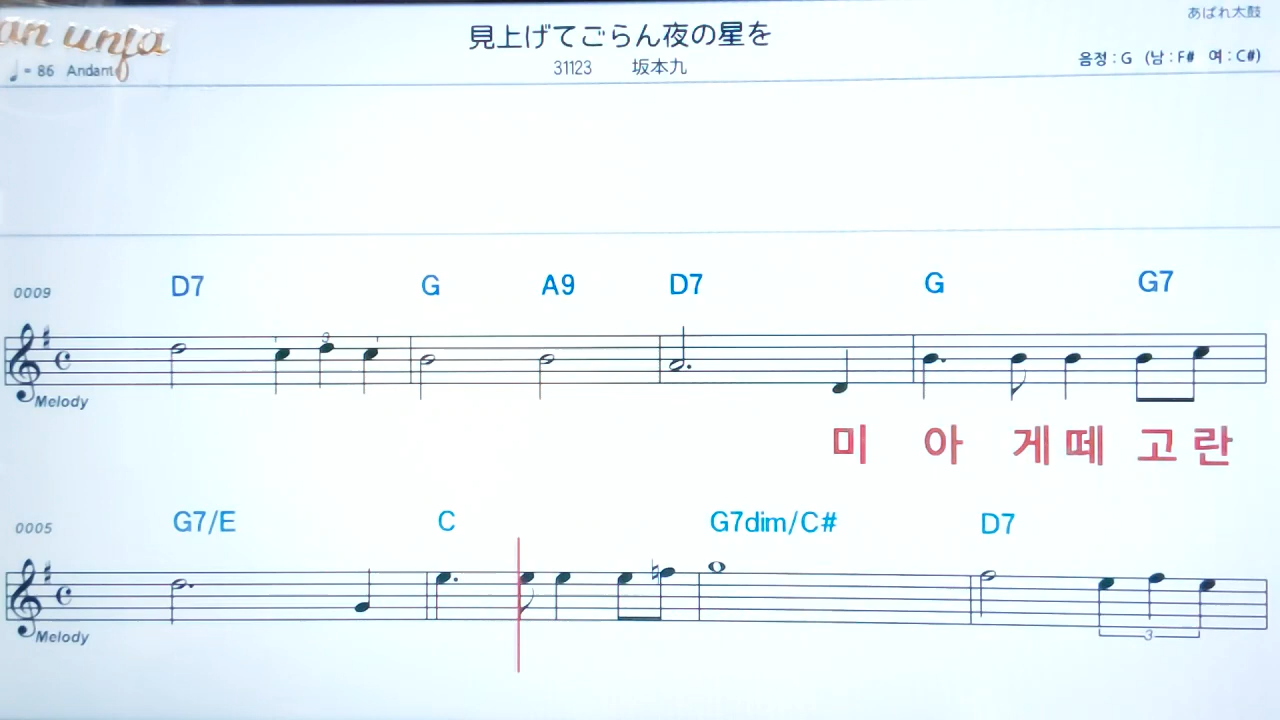 あばれ太鼓
見上げてごらん夜の星を
♩= 86 Andant
31123 坂本九
음정 : G (남 : F# 여 : C#)
D7 G A9 D7 G G7
0009
3
Melody
미 아 게 떼 고 란
G7/E C G7dim/C# D7
0005
Melody
3